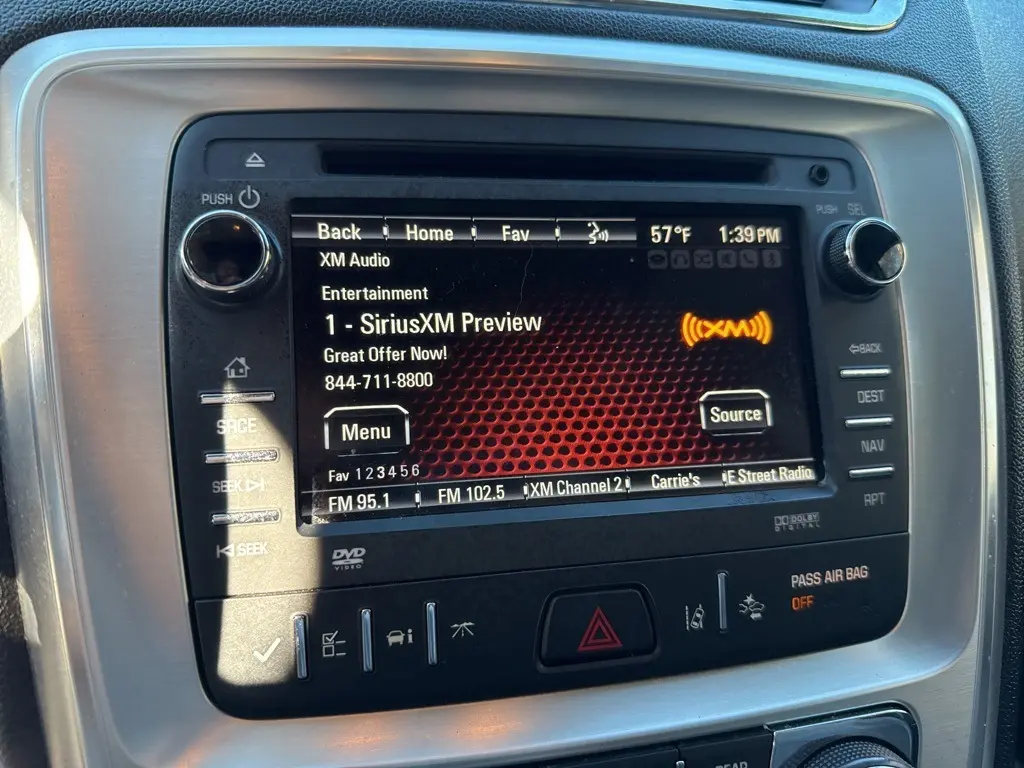 PUSH
PUSH SEL
Back Home Fav 57°F 1:39 PM
XM Audio
Entertainment
1 - SiriusXM Preview
((XM))
Great Offer Now!
844-711-8800
Menu
Source
Fav 1 2 3 4 5 6
FM 95.1 FM 102.5 XM Channel 2 Carrie's E Street Radio
SRCE
SEEK
SEEK
BACK
DEST
NAV
RPT
DVD
VIDEO
DOLBY
DIGITAL
PASS AIR BAG
OFF
REAR